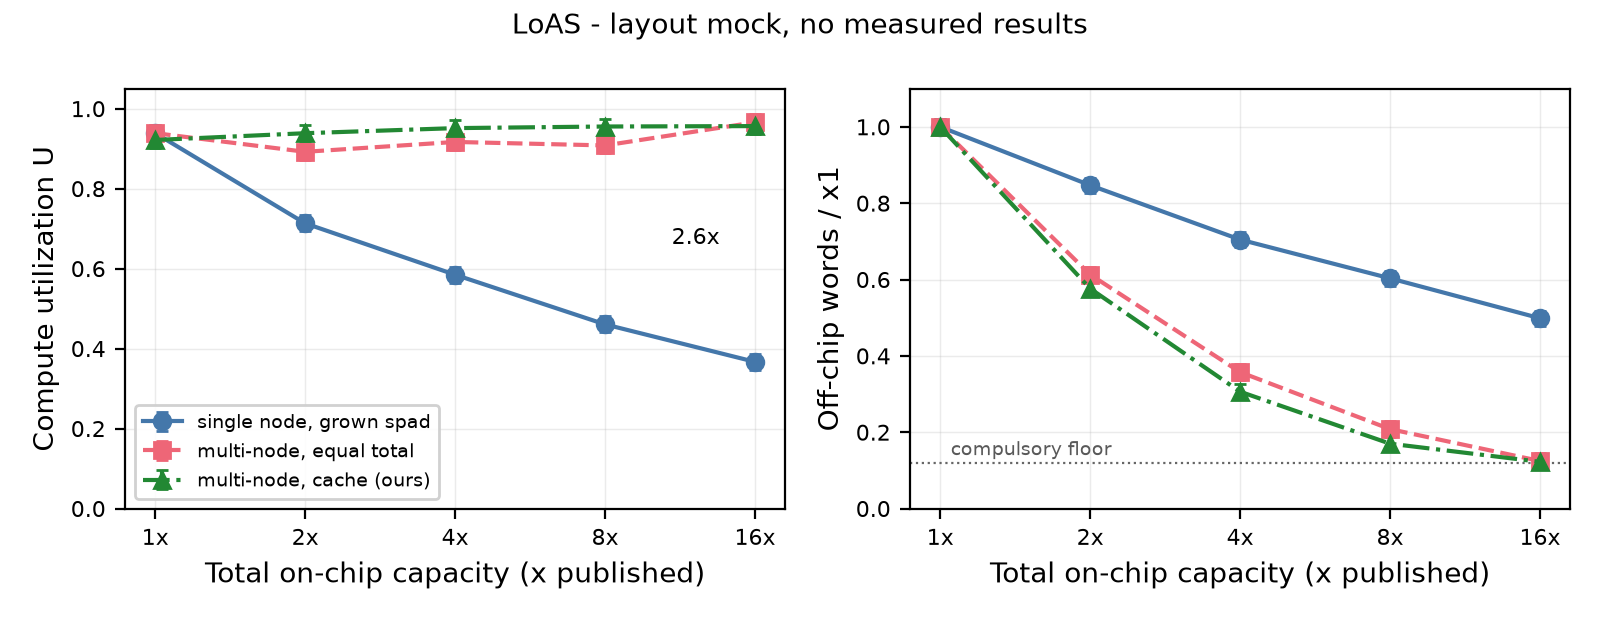 LoAS - layout mock, no measured results
Compute utilization U
1.0
0.8
0.6
0.4
0.2
0.0
2.6x
single node, grown spad
multi-node, equal total
multi-node, cache (ours)
1x 2x 4x 8x 16x
Total on-chip capacity (x published)
Off-chip words / x1
1.0
0.8
0.6
0.4
0.2
0.0
compulsory floor
1x 2x 4x 8x 16x
Total on-chip capacity (x published)